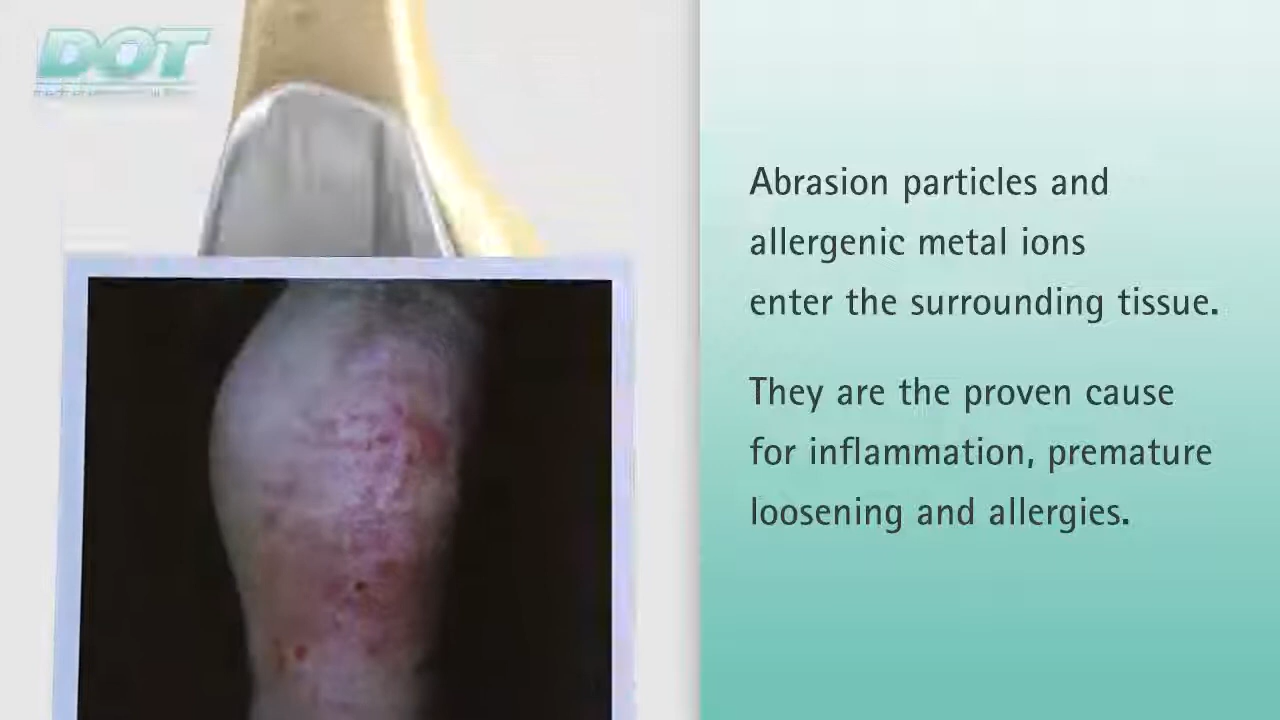 DOT
Abrasion particles and
allergenic metal ions
enter the surrounding tissue.
They are the proven cause
for inflammation, premature
loosening and allergies.